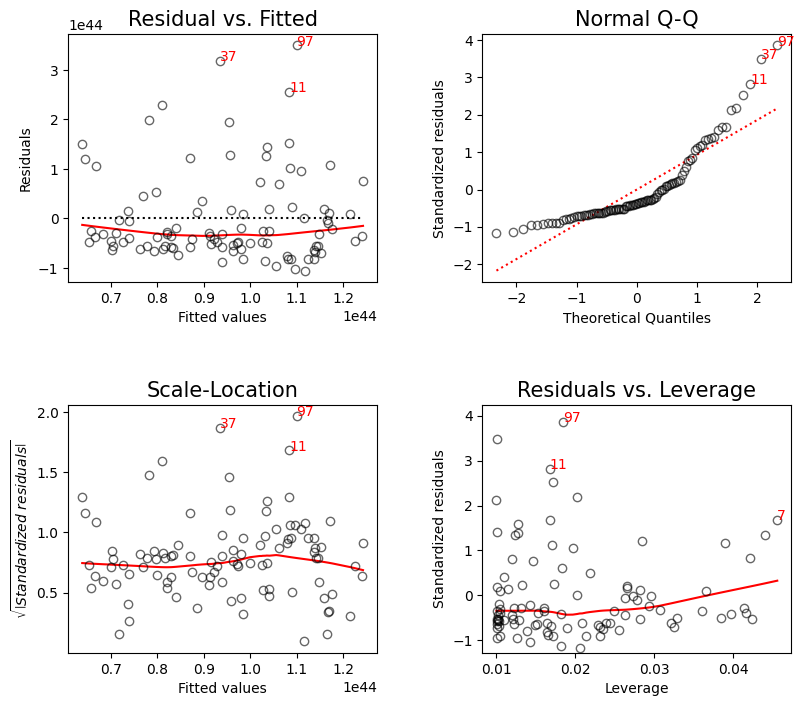 Residual vs. Fitted
1e44
Residuals
3
2
1
0
−1
37
97
11
0.7 0.8 0.9 1.0 1.1 1.2
Fitted values
1e44
Normal Q-Q
Standardized residuals
4
3
2
1
0
−1
−2
97
37
11
−2 −1 0 1 2
Theoretical Quantiles
Scale-Location
√|Standardized residuals|
2.0
1.5
1.0
0.5
37
97
11
0.7 0.8 0.9 1.0 1.1 1.2
Fitted values
1e44
Residuals vs. Leverage
Standardized residuals
4
3
2
1
0
−1
97
11
7
0.01 0.02 0.03 0.04
Leverage